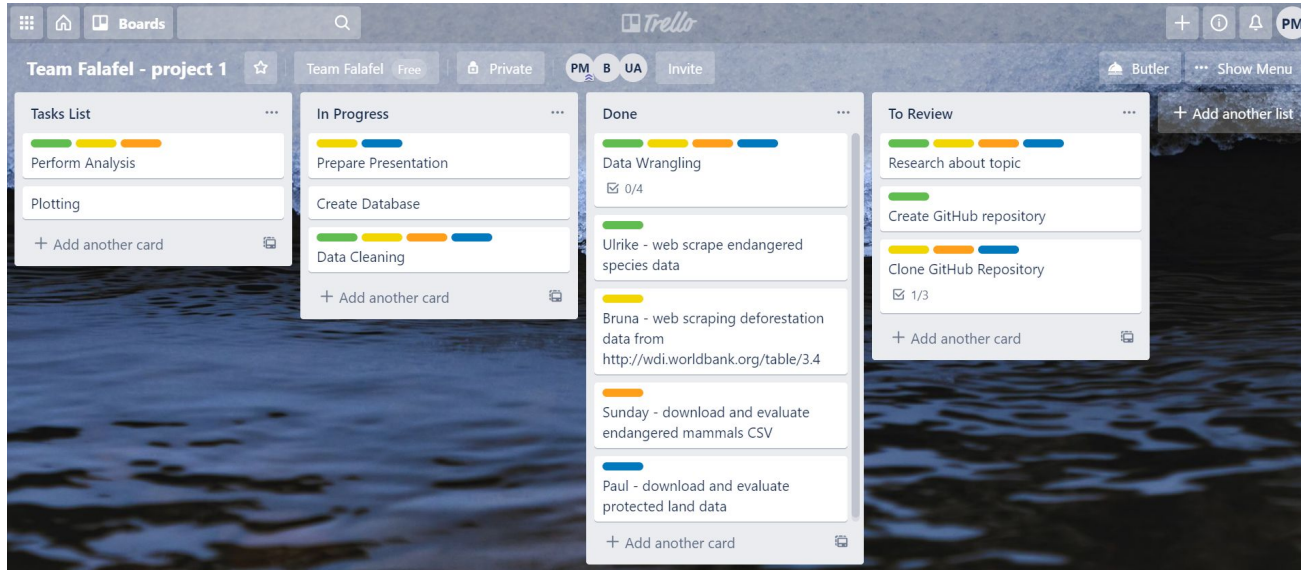 Boards
Trello
PM
Team Falafel - project 1
Team Falafel Free
Private
PM B UA
Invite
Butler
Show Menu
Tasks List
Perform Analysis
Plotting
+ Add another card
In Progress
Prepare Presentation
Create Database
Data Cleaning
+ Add another card
Done
Data Wrangling
0/4
Ulrike - web scrape endangered
species data
Bruna - web scraping deforestation
data from
http://wdi.worldbank.org/table/3.4
Sunday - download and evaluate
endangered mammals CSV
Paul - download and evaluate
protected land data
+ Add another card
To Review
Research about topic
Create GitHub repository
Clone GitHub Repository
1/3
+ Add another card
+ Add another list